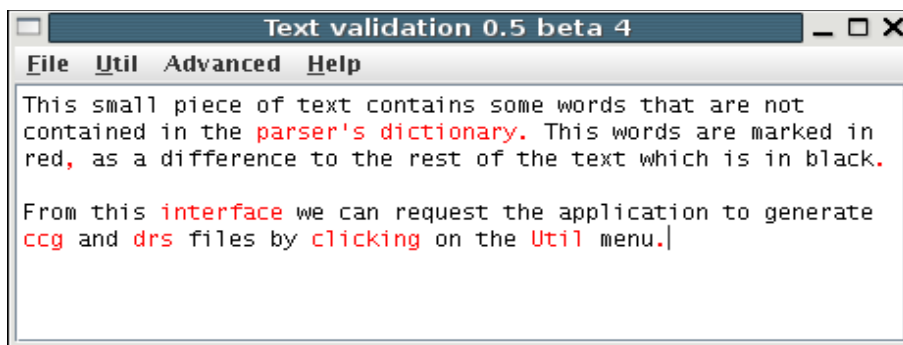 Text validation 0.5 beta 4
File Util Advanced Help
This small piece of text contains some words that are not
contained in the parser's dictionary. This words are marked in
red, as a difference to the rest of the text which is in black.
From this interface we can request the application to generate
ccg and drs files by clicking on the Util menu.